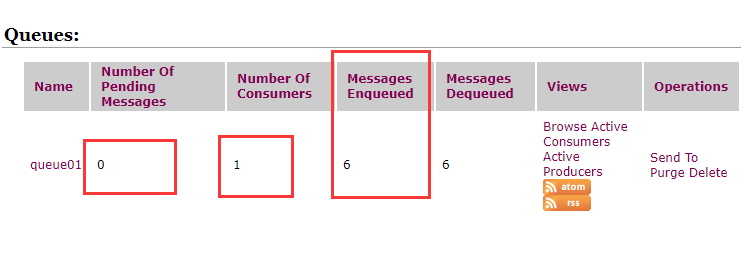 Queues:
Name
Number Of
Pending
Messages
Number Of
Consumers
Messages
Enqueued
Messages
Dequeued
Views
Operations
queue01
0
1
6
6
Browse Active
Consumers
Active
Producers
atom
rss
Send To
Purge Delete